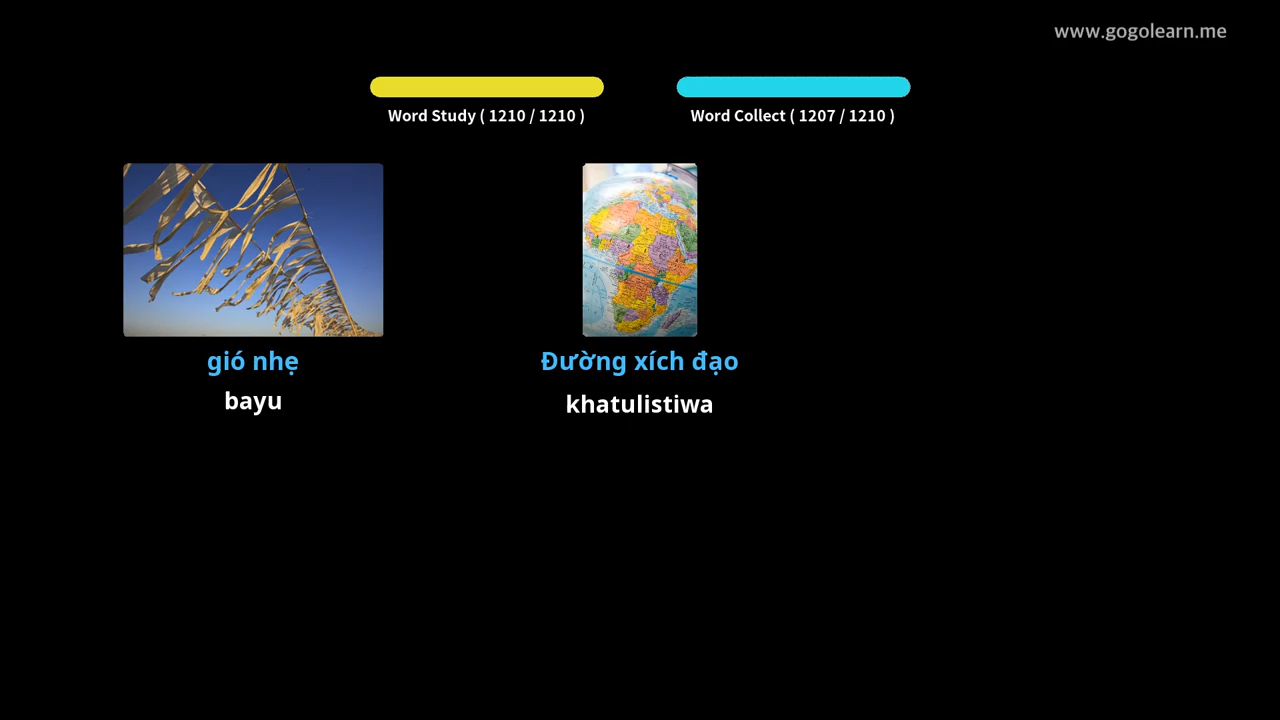 www.gogolearn.me
Word Study ( 1210 / 1210 )
Word Collect ( 1207 / 1210 )
gió nhẹ
bayu
Đường xích đạo
khatulistiwa